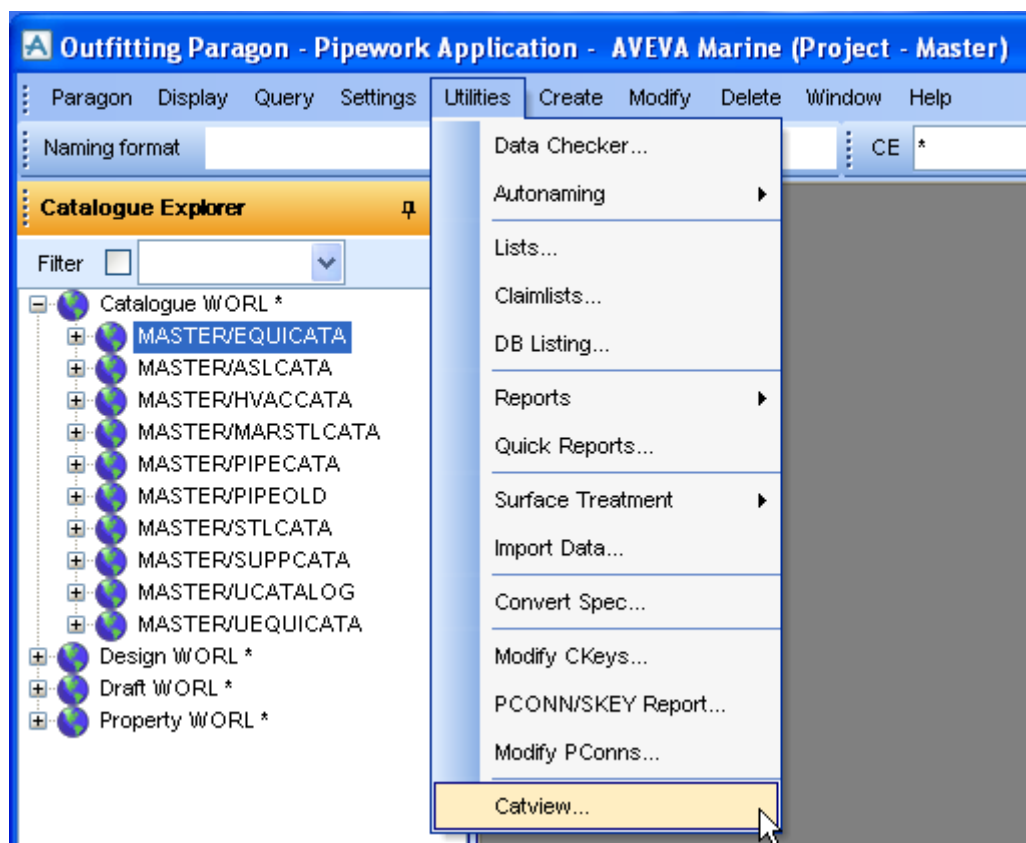 Outfitting Paragon - Pipework Application - AVEVA Marine (Project - Master)
Paragon Display Query Settings Utilities Create Modify Delete Window Help
Naming format
CE *
Catalogue Explorer
Filter
Catalogue WORL *
MASTER/EQUICATA
MASTER/ASLCATA
MASTER/HVACCATA
MASTER/MARSTLCATA
MASTER/PIPECATA
MASTER/PIPEOLD
MASTER/STLCATA
MASTER/SUPPCATA
MASTER/UCATALOG
MASTER/UEQUICATA
Design WORL *
Draft WORL *
Property WORL *
Data Checker...
Autonaming
Lists...
Claimlists...
DB Listing...
Reports
Quick Reports...
Surface Treatment
Import Data...
Convert Spec...
Modify CKeys...
PCONN/SKEY Report...
Modify PConns...
Catview...